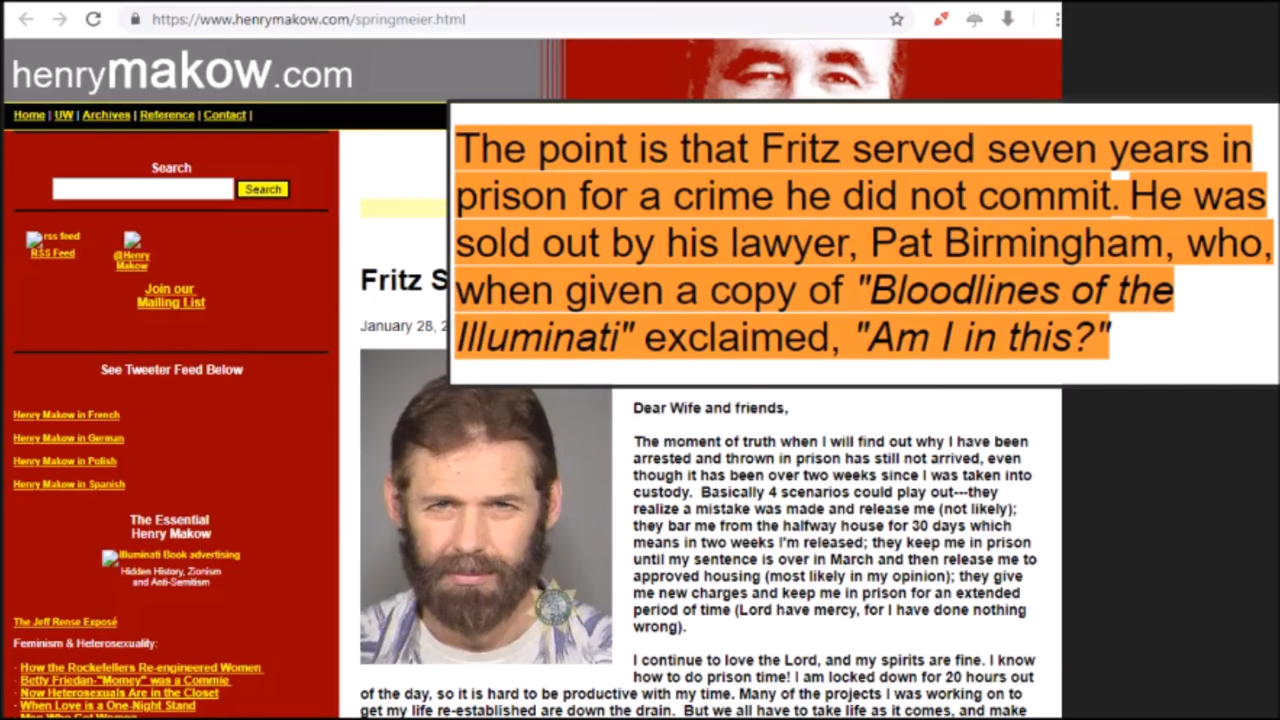 https://www.henrymakow.com/springmeier.html
henrymakow.com
Home | UW | Archives | Reference | Contact |
Search
Search
rss feed
RSS Feed
@Henry
Makow
Join our
Mailing List
See Tweeter Feed Below
Henry Makow in French
Henry Makow in German
Henry Makow in Polish
Henry Makow in Spanish
The Essential
Henry Makow
Illuminati Book advertising
Hidden History, Zionism
and Anti-Semitism
The Jeff Rense Exposé
Feminism & Heterosexuality:
· How the Rockefellers Re-engineered Women
· Betty Friedan-"Momey" was a Commie
· Now Heterosexuals Are in the Closet
· When Love is a One-Night Stand
The point is that Fritz served seven years in
prison for a crime he did not commit. He was
sold out by his lawyer, Pat Birmingham, who,
when given a copy of "Bloodlines of the
Illuminati" exclaimed, "Am I in this?"
Fritz S
January 28, 2
Dear Wife and friends,
The moment of truth when I will find out why I have been
arrested and thrown in prison has still not arrived, even
though it has been over two weeks since I was taken into
custody. Basically 4 scenarios could play out---they
realize a mistake was made and release me (not likely);
they bar me from the halfway house for 30 days which
means in two weeks I'm released; they keep me in prison
until my sentence is over in March and then release me to
approved housing (most likely in my opinion); they give
me new charges and keep me in prison for an extended
period of time (Lord have mercy, for I have done nothing
wrong).
I continue to love the Lord, and my spirits are fine. I know
how to do prison time! I am locked down for 20 hours out
of the day, so it is hard to be productive with my time. Many of the projects I was working on to
get my life re-established are down the drain. But we all have to take life as it comes, and make